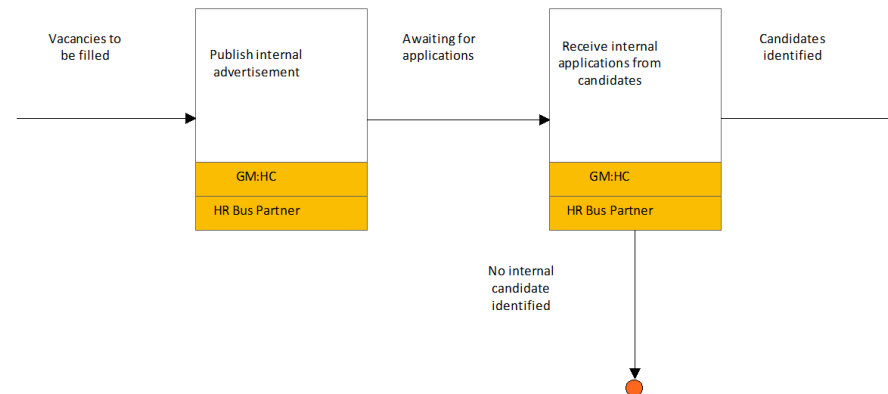 Vacancies to
be filled
Publish internal
advertisement
GM:HC
HR Bus Partner
Awaiting for
applications
Receive internal
applications from
candidates
GM:HC
HR Bus Partner
Candidates
identified
No internal
candidate
identified